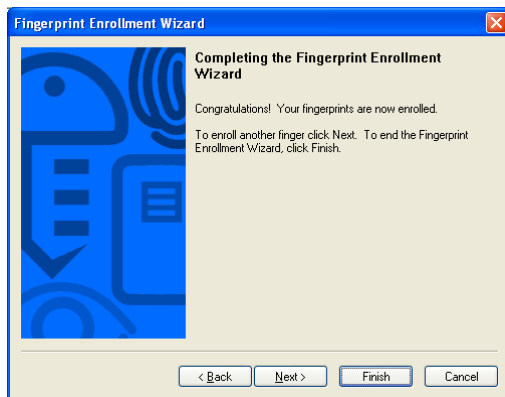 Fingerprint Enrollment Wizard
Completing the Fingerprint Enrollment
Wizard
Congratulations! Your fingerprints are now enrolled.
To enroll another finger click Next. To end the Fingerprint
Enrollment Wizard, click Finish.
< Back Next > Finish Cancel